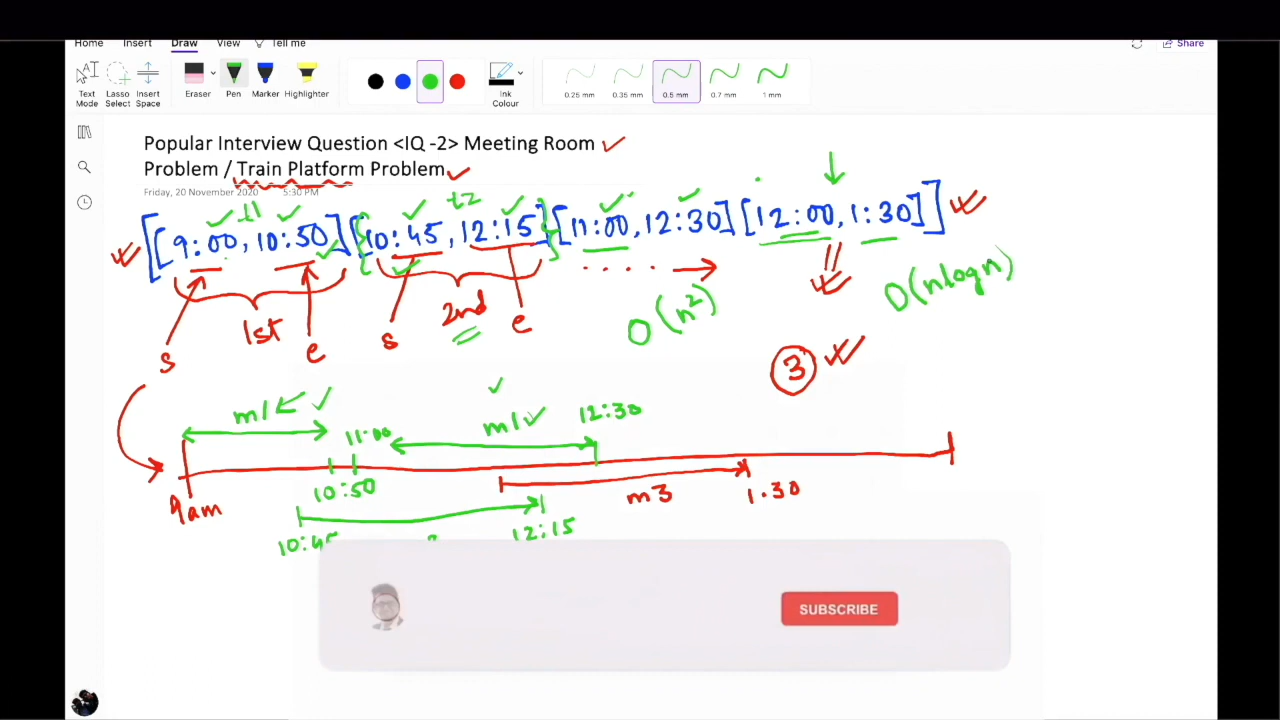 Home Insert Draw View Tell me Share
Text Mode Lasso Select Insert Space Eraser Pen Marker Highlighter Ink Colour 0.25 mm 0.35 mm 0.5 mm 0.7 mm 1 mm
Popular Interview Question <IQ -2> Meeting Room
Problem / Train Platform Problem
Friday, 20 November 2020 5:30 PM
t1 t2
[[9:00, 10:50][10:45, 12:15][11:00, 12:30][12:00, 1:30]]
1st 2nd O(n²) O(nlogn)
s e s e
3
m1 m1 12:30
11:00
10:50
9am m3 1.30
10:45 12:15
SUBSCRIBE